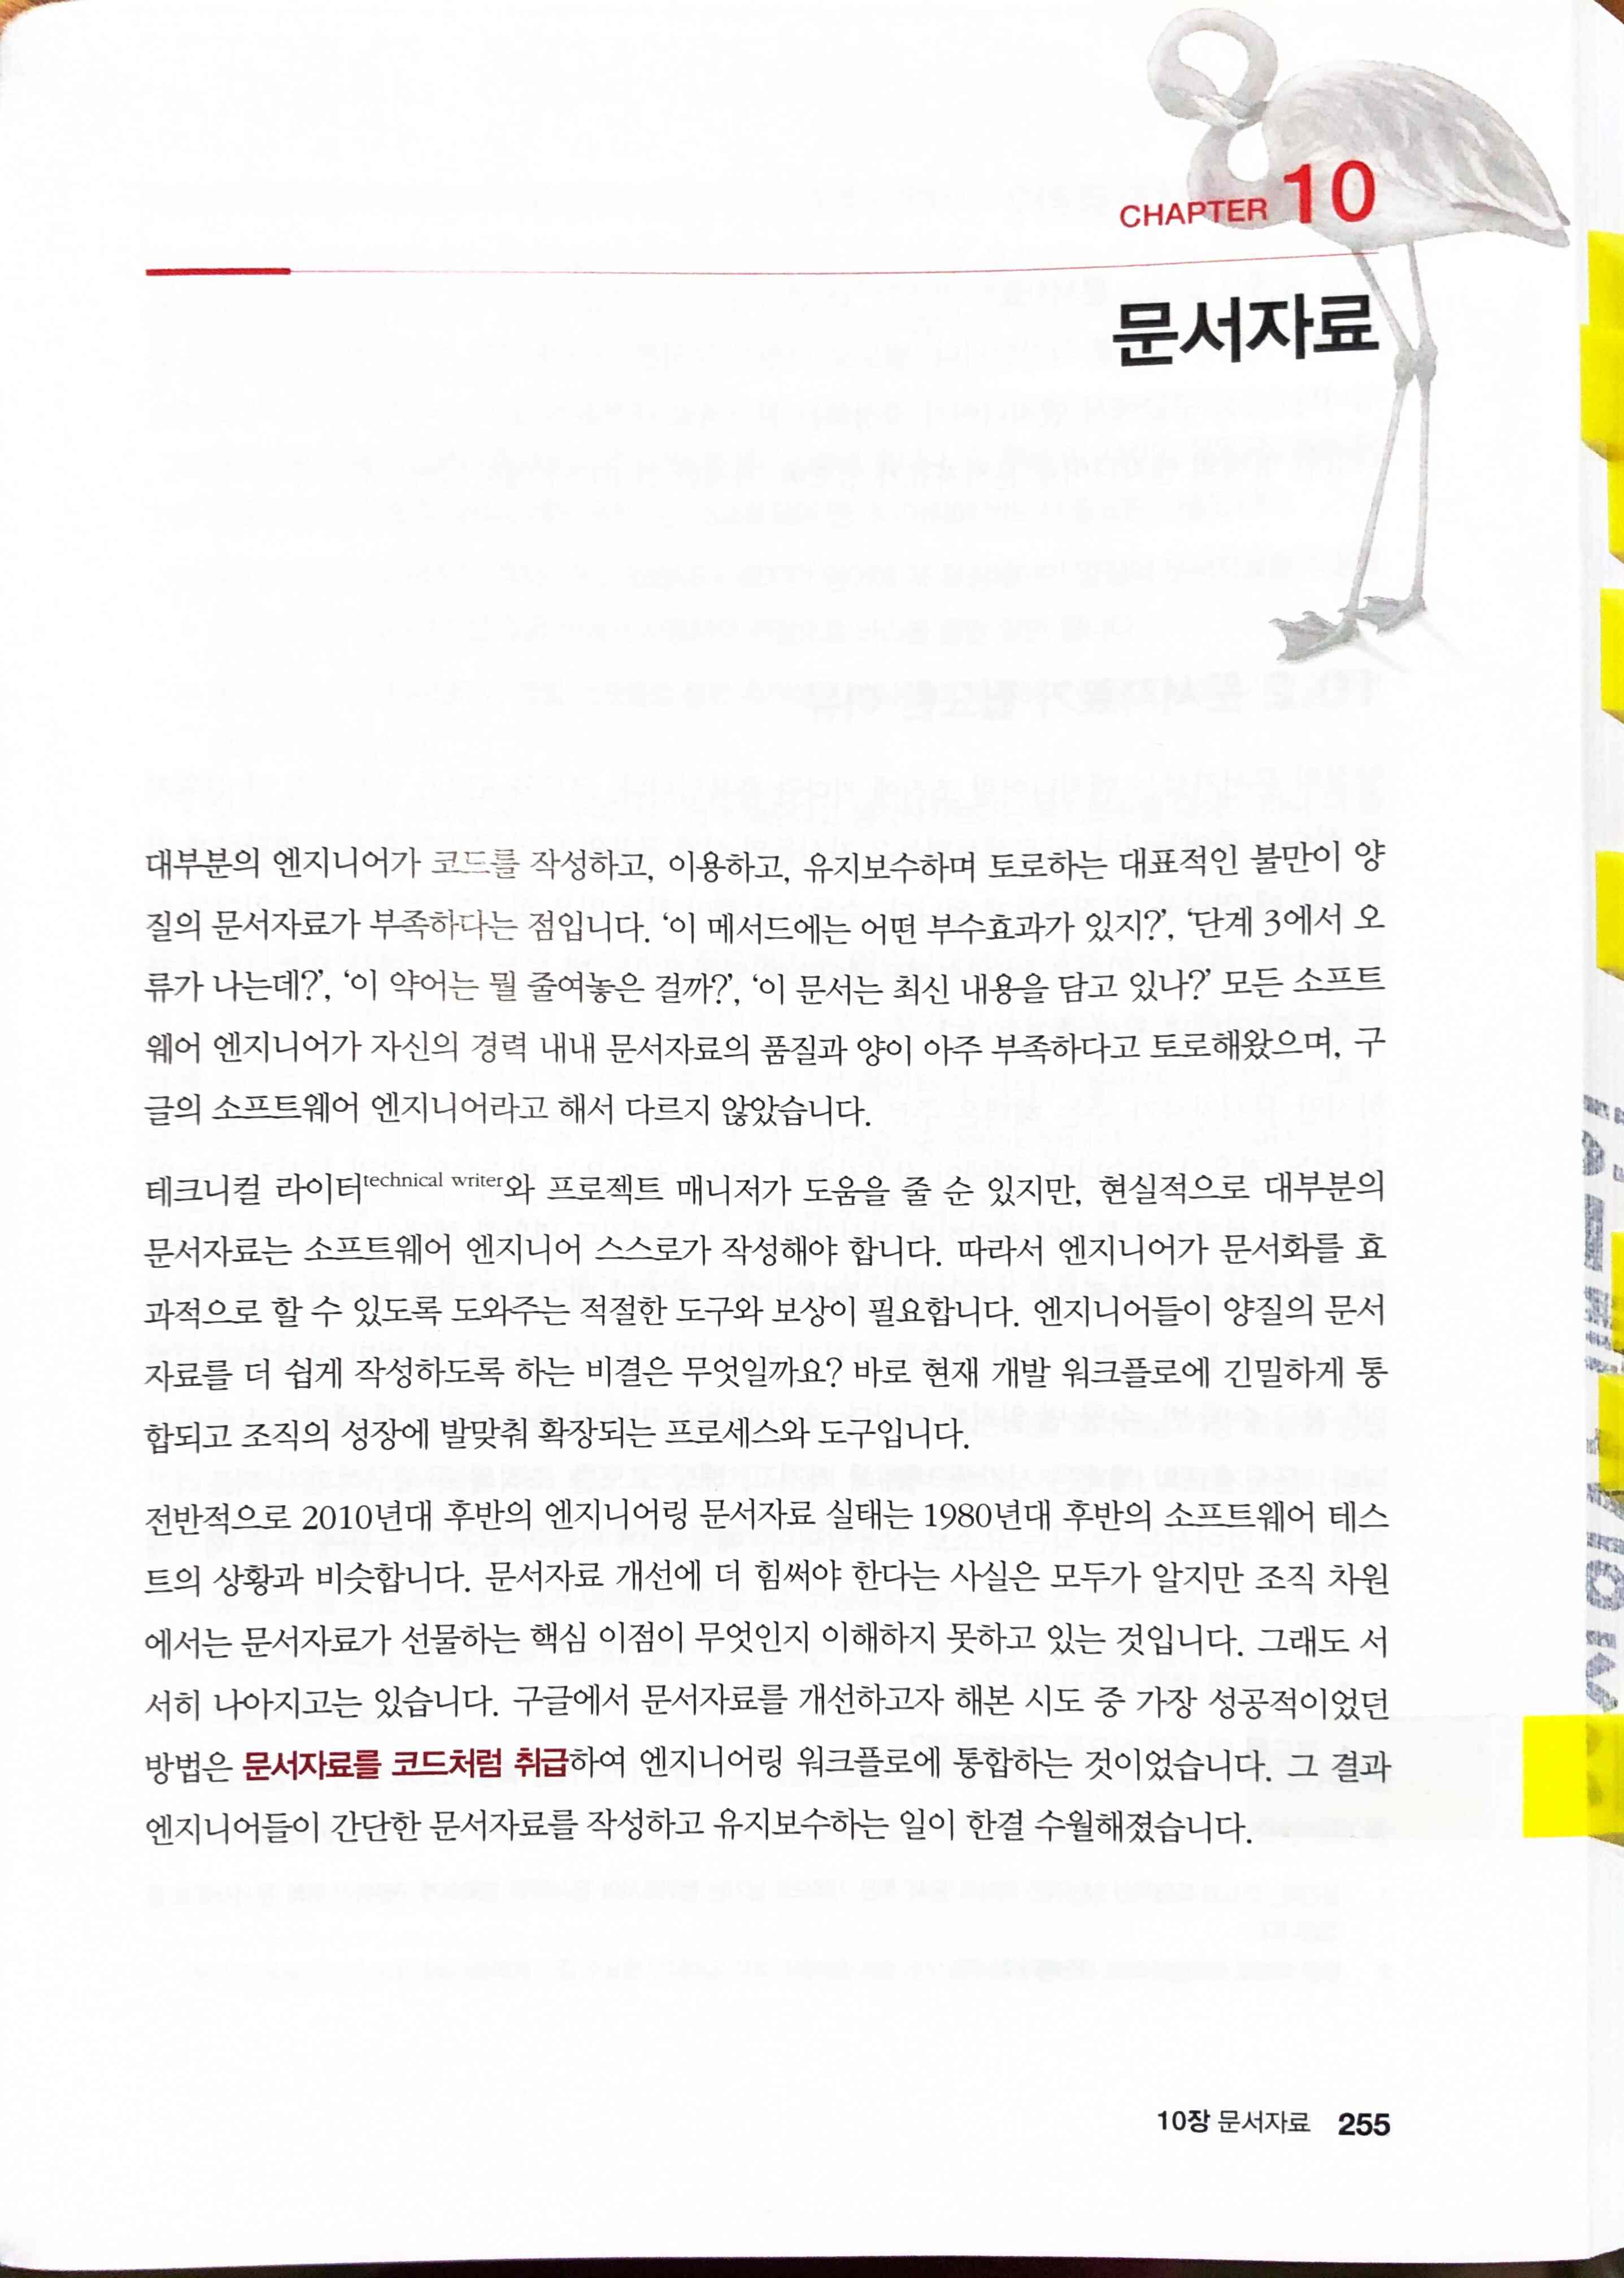 CHAPTER 10
문서자료
대부분의 엔지니어가 코드를 작성하고, 이용하고, 유지보수하며 토로하는 대표적인 불만이 양
질의 문서자료가 부족하다는 점입니다. ‘이 메서드에는 어떤 부수효과가 있지?’, ‘단계 3에서 오
류가 나는데?’, ‘이 약어는 뭘 줄여놓은 걸까?’, ‘이 문서는 최신 내용을 담고 있나?’ 모든 소프트
웨어 엔지니어가 자신의 경력 내내 문서자료의 품질과 양이 아주 부족하다고 토로해왔으며, 구
글의 소프트웨어 엔지니어라고 해서 다르지 않았습니다.
테크니컬 라이터technical writer와 프로젝트 매니저가 도움을 줄 순 있지만, 현실적으로 대부분의
문서자료는 소프트웨어 엔지니어 스스로가 작성해야 합니다. 따라서 엔지니어가 문서화를 효
과적으로 할 수 있도록 도와주는 적절한 도구와 보상이 필요합니다. 엔지니어들이 양질의 문서
자료를 더 쉽게 작성하도록 하는 비결은 무엇일까요? 바로 현재 개발 워크플로에 긴밀하게 통
합되고 조직의 성장에 발맞춰 확장되는 프로세스와 도구입니다.
전반적으로 2010년대 후반의 엔지니어링 문서자료 실태는 1980년대 후반의 소프트웨어 테스
트의 상황과 비슷합니다. 문서자료 개선에 더 힘써야 한다는 사실은 모두가 알지만 조직 차원
에서는 문서자료가 선물하는 핵심 이점이 무엇인지 이해하지 못하고 있는 것입니다. 그래도 서
서히 나아지고는 있습니다. 구글에서 문서자료를 개선하고자 해본 시도 중 가장 성공적이었던
방법은 문서자료를 코드처럼 취급하여 엔지니어링 워크플로에 통합하는 것이었습니다. 그 결과
엔지니어들이 간단한 문서자료를 작성하고 유지보수하는 일이 한결 수월해졌습니다.
10장 문서자료 255